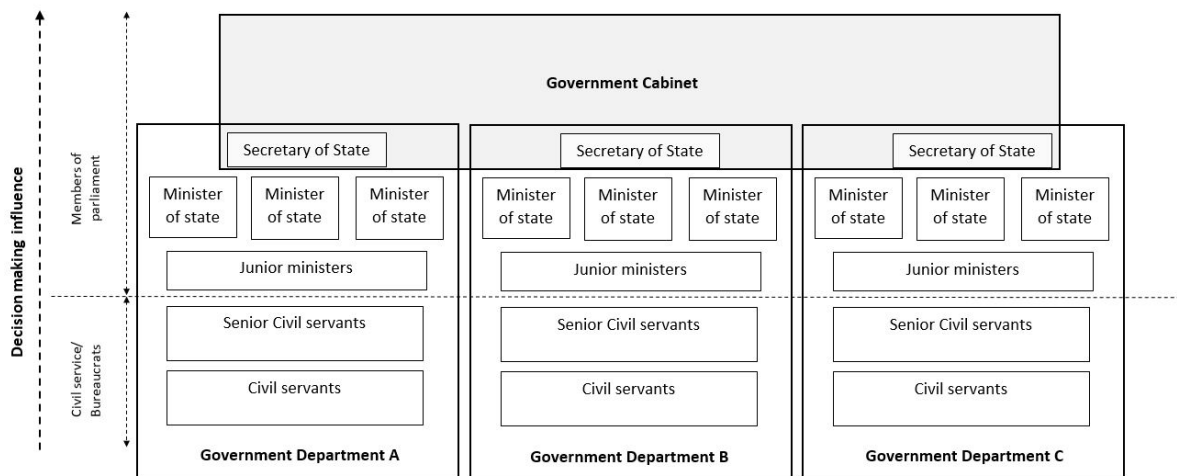 Decision making influence
Members of
parliament
Civil service/
Bureaucrats
Government Cabinet
Secretary of State
Secretary of State
Secretary of State
Minister
of state
Minister
of state
Minister
of state
Minister
of state
Minister
of state
Minister
of state
Minister
of state
Minister
of state
Minister
of state
Junior ministers
Junior ministers
Junior ministers
Senior Civil servants
Senior Civil servants
Senior Civil servants
Civil servants
Civil servants
Civil servants
Government Department A
Government Department B
Government Department C